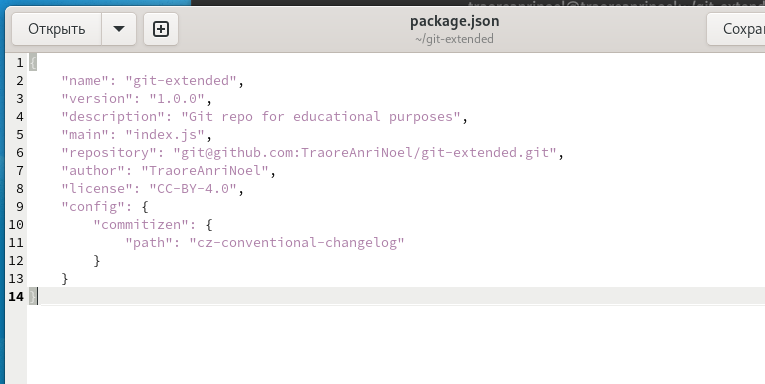 Открыть
package.json
~/git-extended
1 {
2 "name": "git-extended",
3 "version": "1.0.0",
4 "description": "Git repo for educational purposes",
5 "main": "index.js",
6 "repository": "git@github.com:TraoreAnriNoel/git-extended.git",
7 "author": "TraoreAnriNoel",
8 "license": "CC-BY-4.0",
9 "config": {
10 "commitizen": {
11 "path": "cz-conventional-changelog"
12 }
13 }
14 }